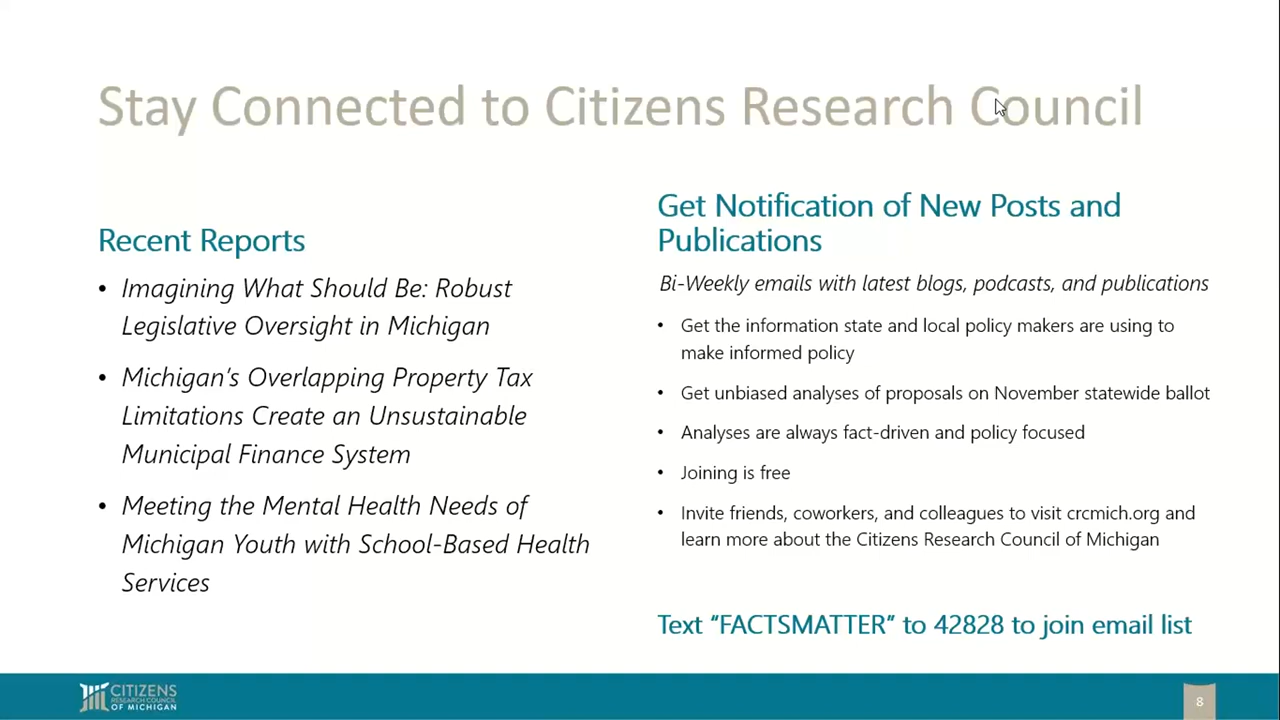 Stay Connected to Citizens Research Council
Recent Reports
• Imagining What Should Be: Robust
Legislative Oversight in Michigan
• Michigan’s Overlapping Property Tax
Limitations Create an Unsustainable
Municipal Finance System
• Meeting the Mental Health Needs of
Michigan Youth with School-Based Health
Services
Get Notification of New Posts and
Publications
Bi-Weekly emails with latest blogs, podcasts, and publications
• Get the information state and local policy makers are using to
make informed policy
• Get unbiased analyses of proposals on November statewide ballot
• Analyses are always fact-driven and policy focused
• Joining is free
• Invite friends, coworkers, and colleagues to visit crcmich.org and
learn more about the Citizens Research Council of Michigan
Text “FACTSMATTER” to 42828 to join email list
CITIZENS
RESEARCH COUNCIL
OF MICHIGAN
8